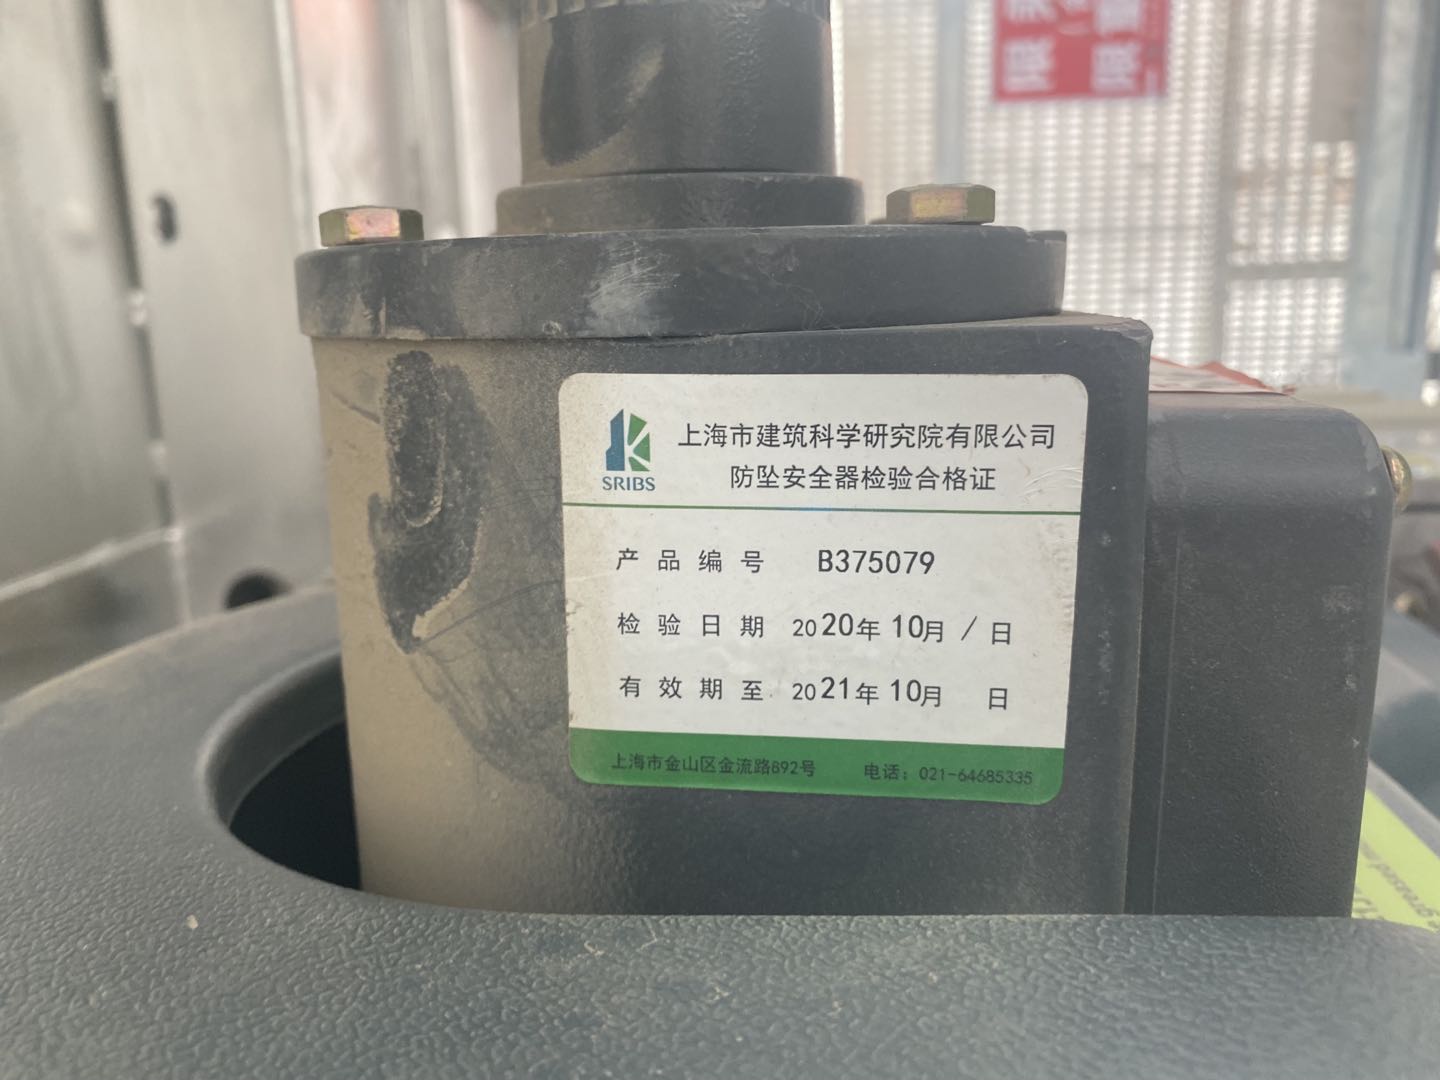 SRIBS
上海市建筑科学研究院有限公司
防坠安全器检验合格证
产品编号 B375079
检验日期 2020年10月/日
有效期至 2021年10月 日
上海市金山区金流路892号 电话：021-64685335